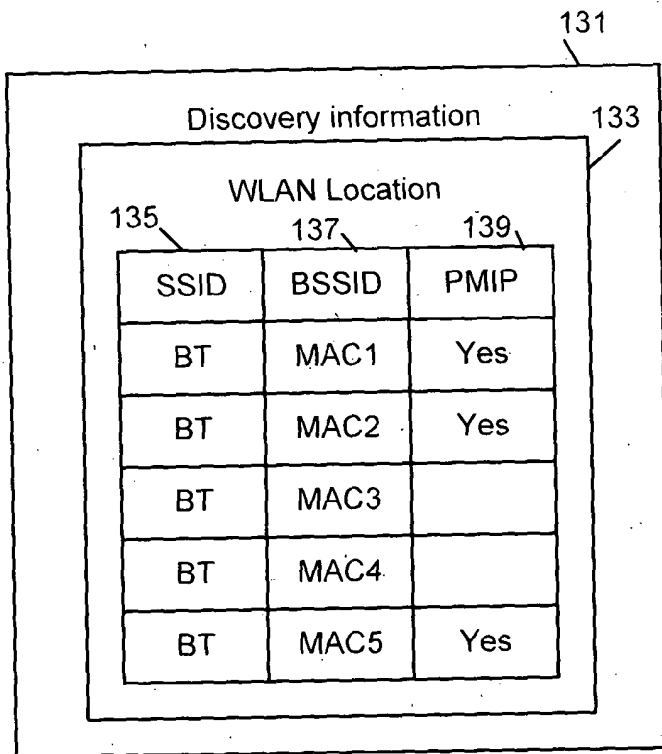 131
Discovery information
133
WLAN Location
135 137 139
SSID BSSID PMIP
BT MAC1 Yes
BT MAC2 Yes
BT MAC3
BT MAC4
BT MAC5 Yes